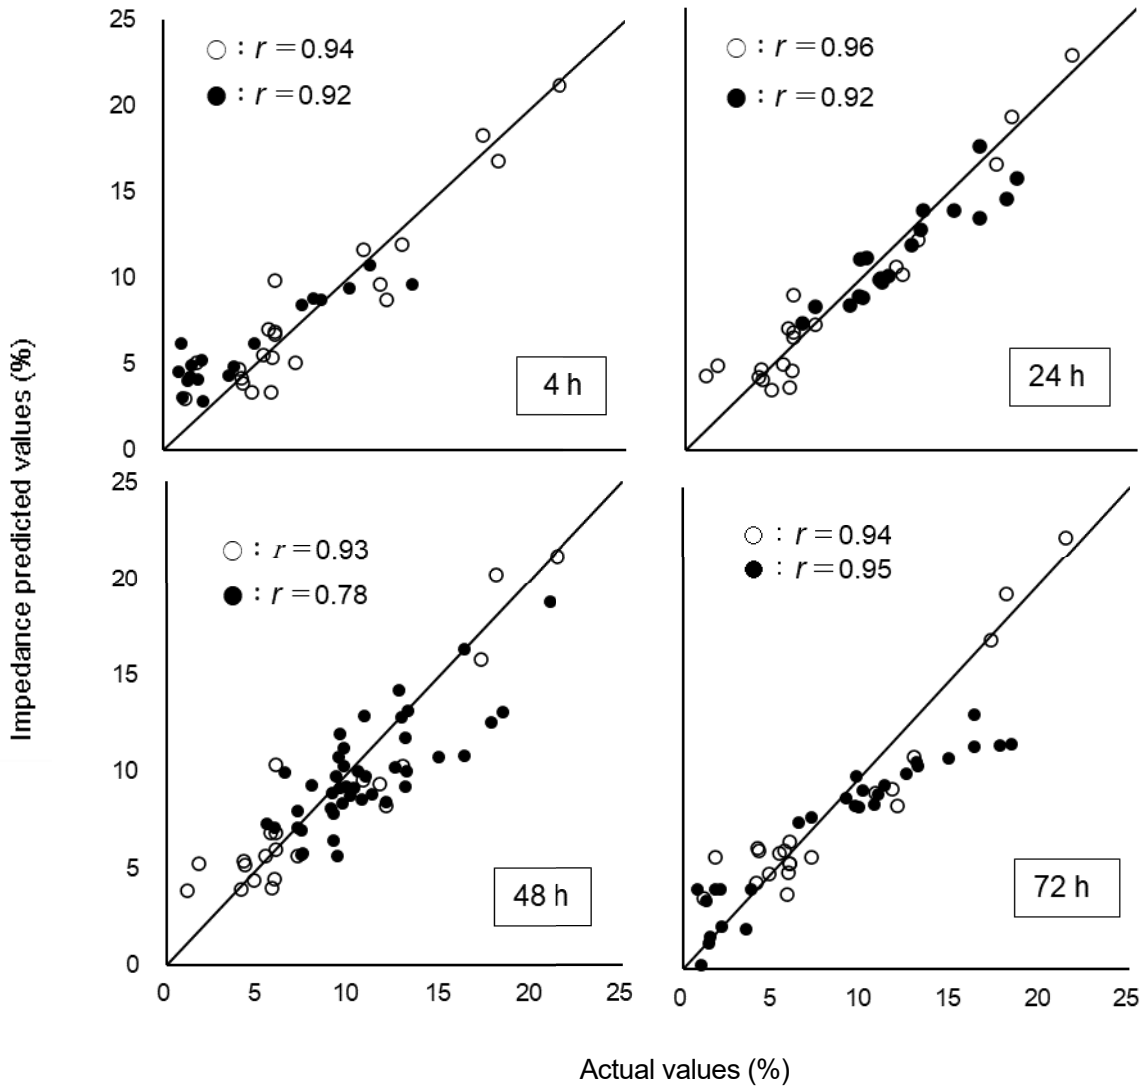 Impedance predicted values (%)
25
20
15
10
5
0
○ : r = 0.94
● : r = 0.92
4 h
○ : r = 0.96
● : r = 0.92
24 h
25
20
15
10
5
0
○ : r = 0.93
● : r = 0.78
48 h
0 5 10 15 20 25
○ : r = 0.94
● : r = 0.95
72 h
0 5 10 15 20 25
Actual values (%)